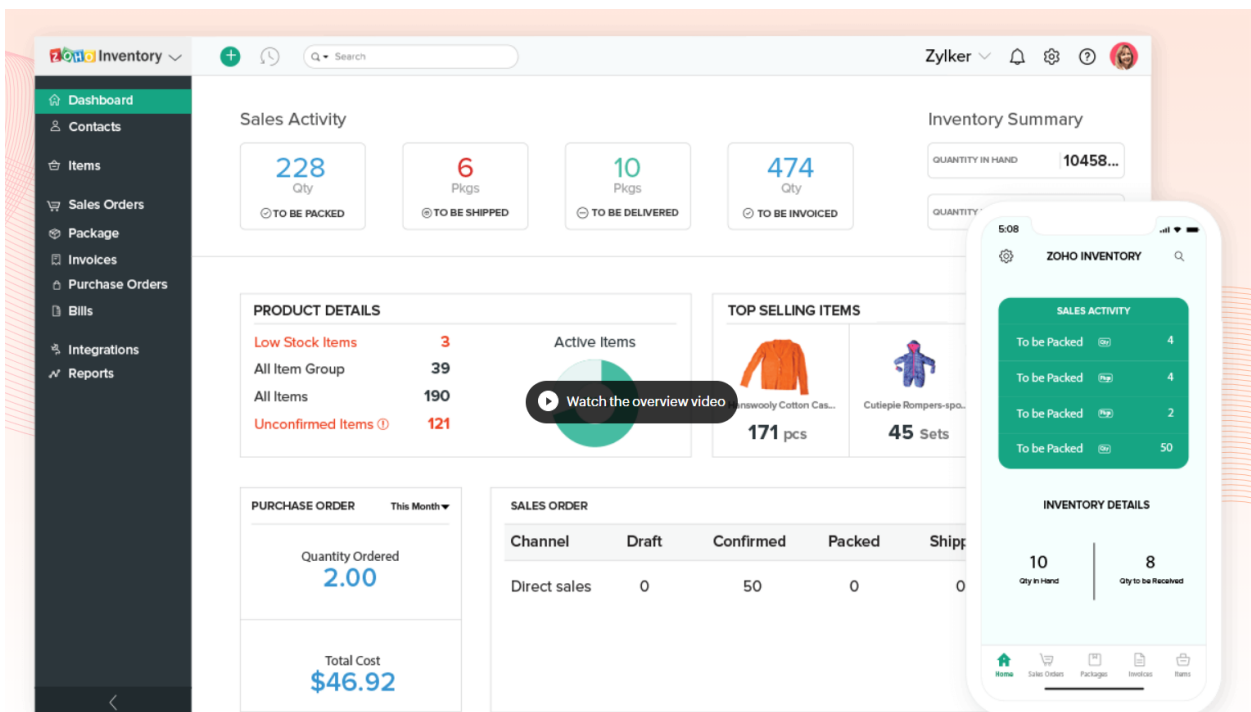 ZOHO Inventory
Search
Zylker
Dashboard
Contacts
Items
Sales Orders
Package
Invoices
Purchase Orders
Bills
Integrations
Reports
Sales Activity
228
Qty
TO BE PACKED
6
Pkgs
TO BE SHIPPED
10
Pkgs
TO BE DELIVERED
474
Qty
TO BE INVOICED
Inventory Summary
QUANTITY IN HAND 10458...
QUANTITY
PRODUCT DETAILS
Low Stock Items 3
All Item Group 39
All Items 190
Unconfirmed Items 121
Active Items
Watch the overview video
TOP SELLING ITEMS
Cotton Cas...
171 pcs
Cutiepie Rompers-spo..
45 Sets
PURCHASE ORDER This Month
Quantity Ordered
2.00
Total Cost
$46.92
SALES ORDER
Channel Draft Confirmed Packed Shipp
Direct sales 0 50 0 0
5:08
ZOHO INVENTORY
SALES ACTIVITY
To be Packed Qty 4
To be Packed Pkgs 4
To be Packed Pkgs 2
To be Packed Qty 50
INVENTORY DETAILS
10
Qty in Hand
8
Qty to be Received
Home
Sales Orders
Packages
Invoices
Items